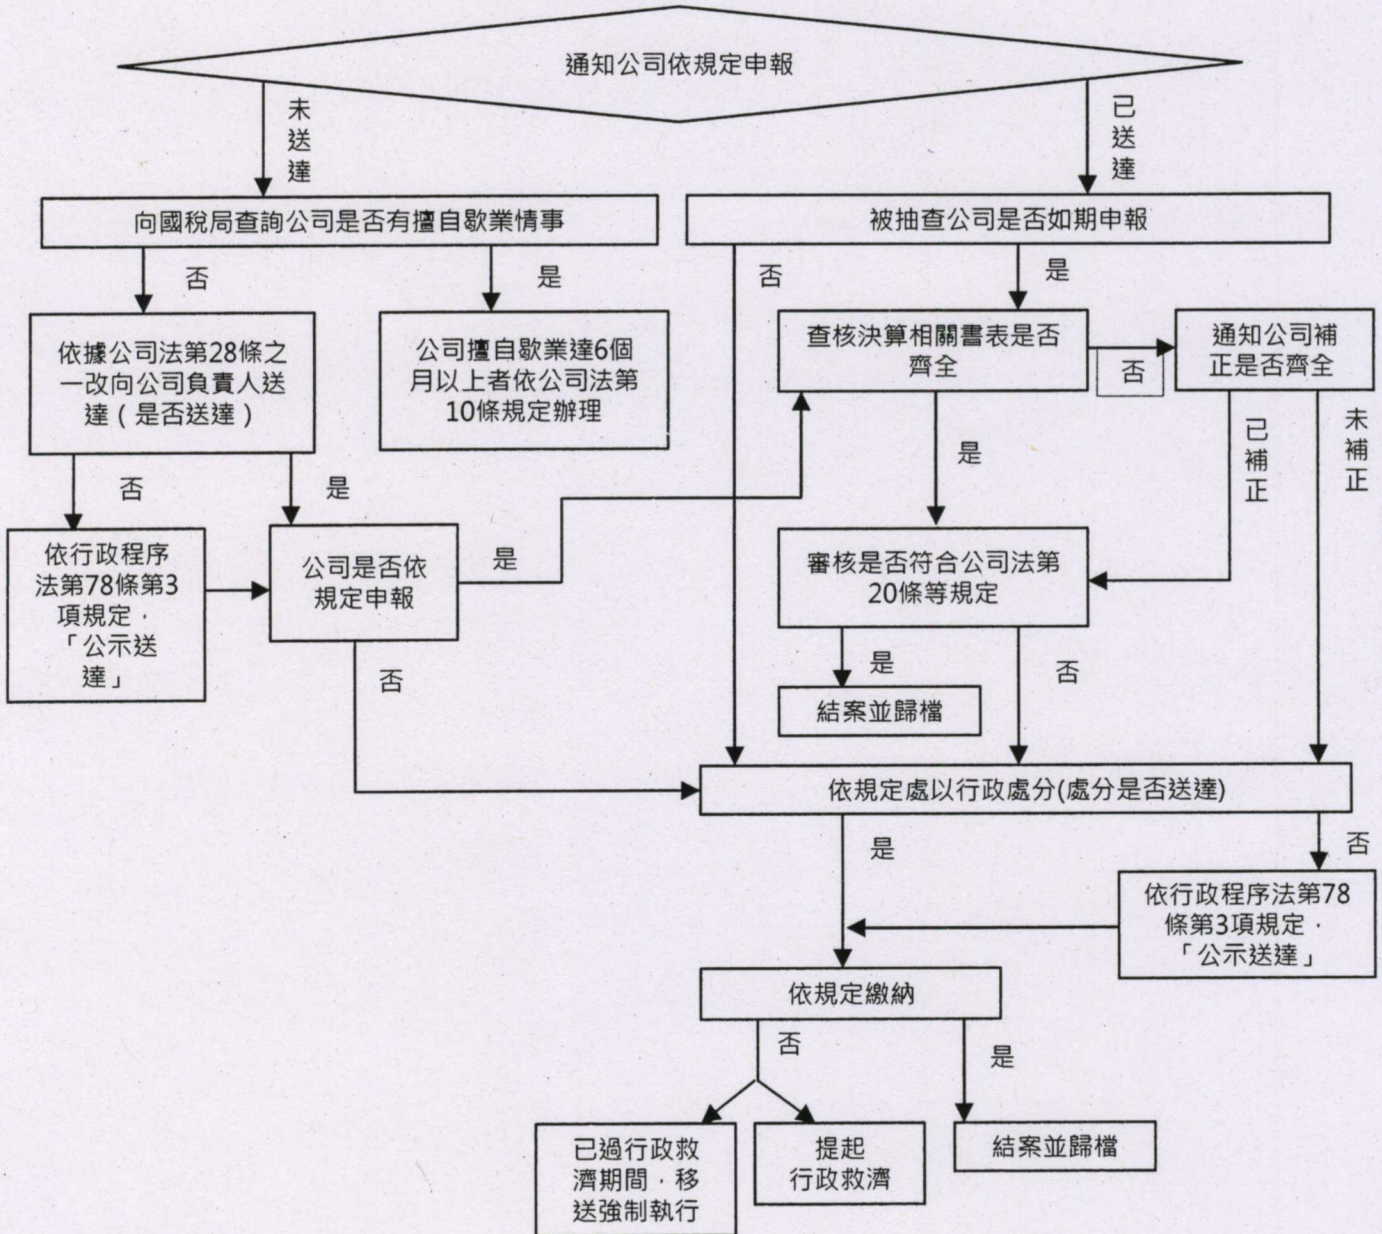 通知公司依規定申報
未送達
已送達
向國稅局查詢公司是否有擅自歇業情事
被抽查公司是否如期申報
否
是
否
是
依據公司法第28條之
一改向公司負責人送
達（是否送達）
公司擅自歇業達6個
月以上者依公司法第
10條規定辦理
查核決算相關書表是否
齊全
否
通知公司補
正是否齊全
否
是
是
已補正
未補正
依行政程序
法第78條第3
項規定，
「公示送
達」
公司是否依
規定申報
是
審核是否符合公司法第
20條等規定
否
是
否
結案並歸檔
依規定處以行政處分(處分是否送達)
是
否
依行政程序法第78
條第3項規定，
「公示送達」
依規定繳納
否
是
已過行政救
濟期間，移
送強制執行
提起
行政救濟
結案並歸檔